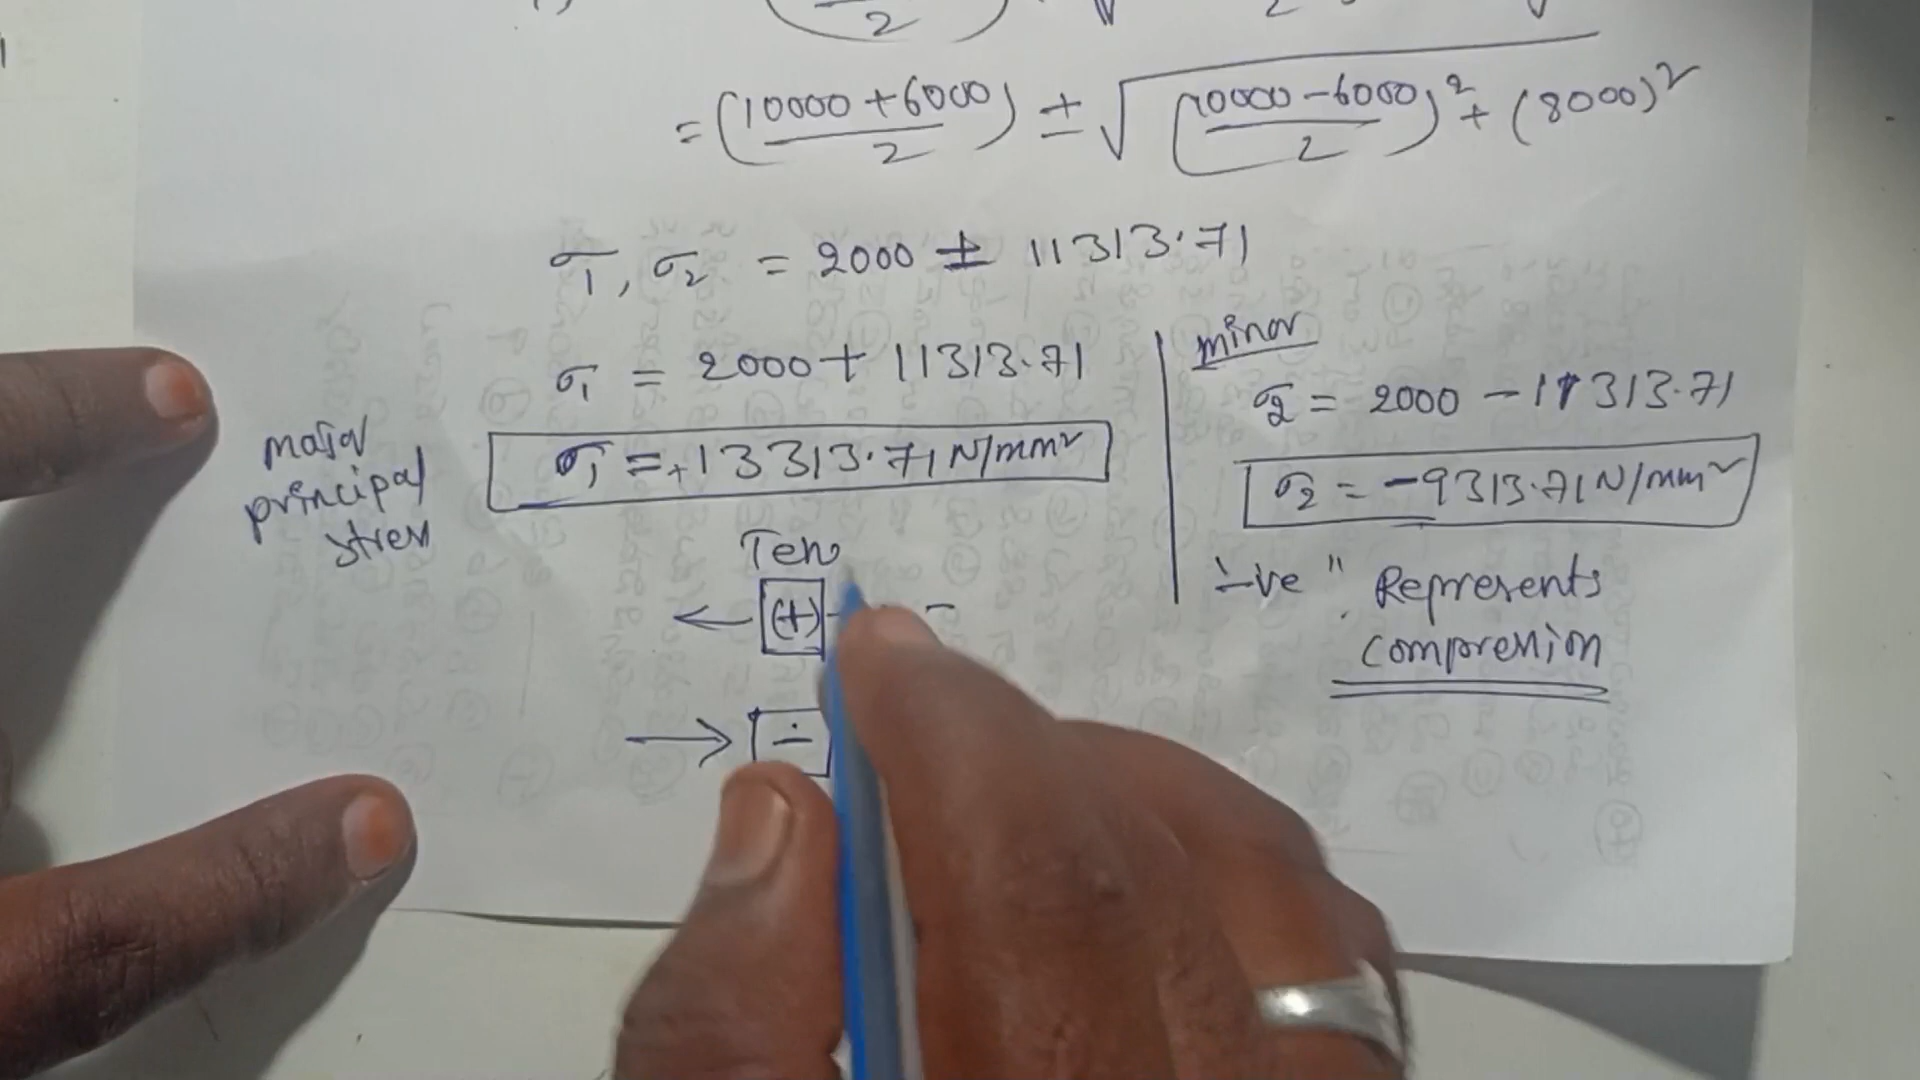 2 2
= (10000 + 6000 / 2) ± √(10000 - 6000 / 2)² + (8000)²
σ1, σ2 = 2000 ± 11313.71
σ1 = 2000 + 11313.71
σ1 = +13313.71 N/mm²
major
principal
stress
Ten
(+)
-
minor
σ2 = 2000 - 11313.71
σ2 = -9313.71 N/mm²
"-ve" Represents
compression